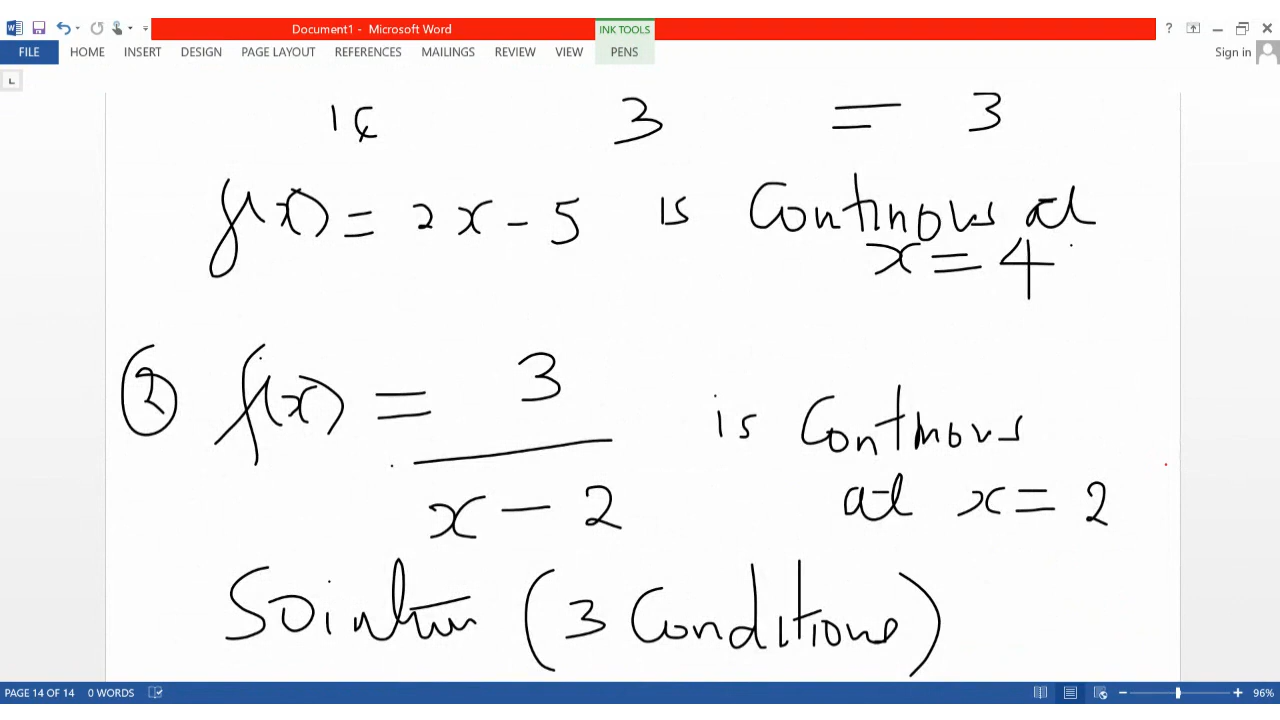 Document1 - Microsoft Word
INK TOOLS
?
FILE HOME INSERT DESIGN PAGE LAYOUT REFERENCES MAILINGS REVIEW VIEW PENS
Sign in
3 = 3
f(x) = 2x - 5 is Continous at
x = 4
② f(x) = 3
is Continous
x - 2
at x = 2
Solution (3 Conditions)
PAGE 14 OF 14 0 WORDS
96%